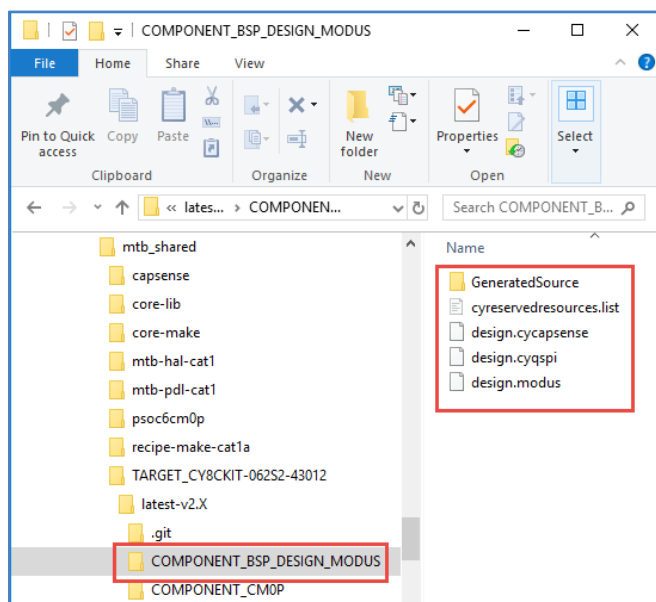 COMPONENT_BSP_DESIGN_MODUS
File Home Share View
Pin to Quick access
Copy
Paste
New folder
Properties
Select
Clipboard Organize New Open
« lates... > COMPONEN...
Search COMPONENT_B...
mtb_shared
capsense
core-lib
core-make
mtb-hal-cat1
mtb-pdl-cat1
psoc6cm0p
recipe-make-cat1a
TARGET_CY8CKIT-062S2-43012
latest-v2.X
.git
COMPONENT_BSP_DESIGN_MODUS
COMPONENT_CM0P
Name
GeneratedSource
cyreservedresources.list
design.cycapsense
design.cyqspi
design.modus